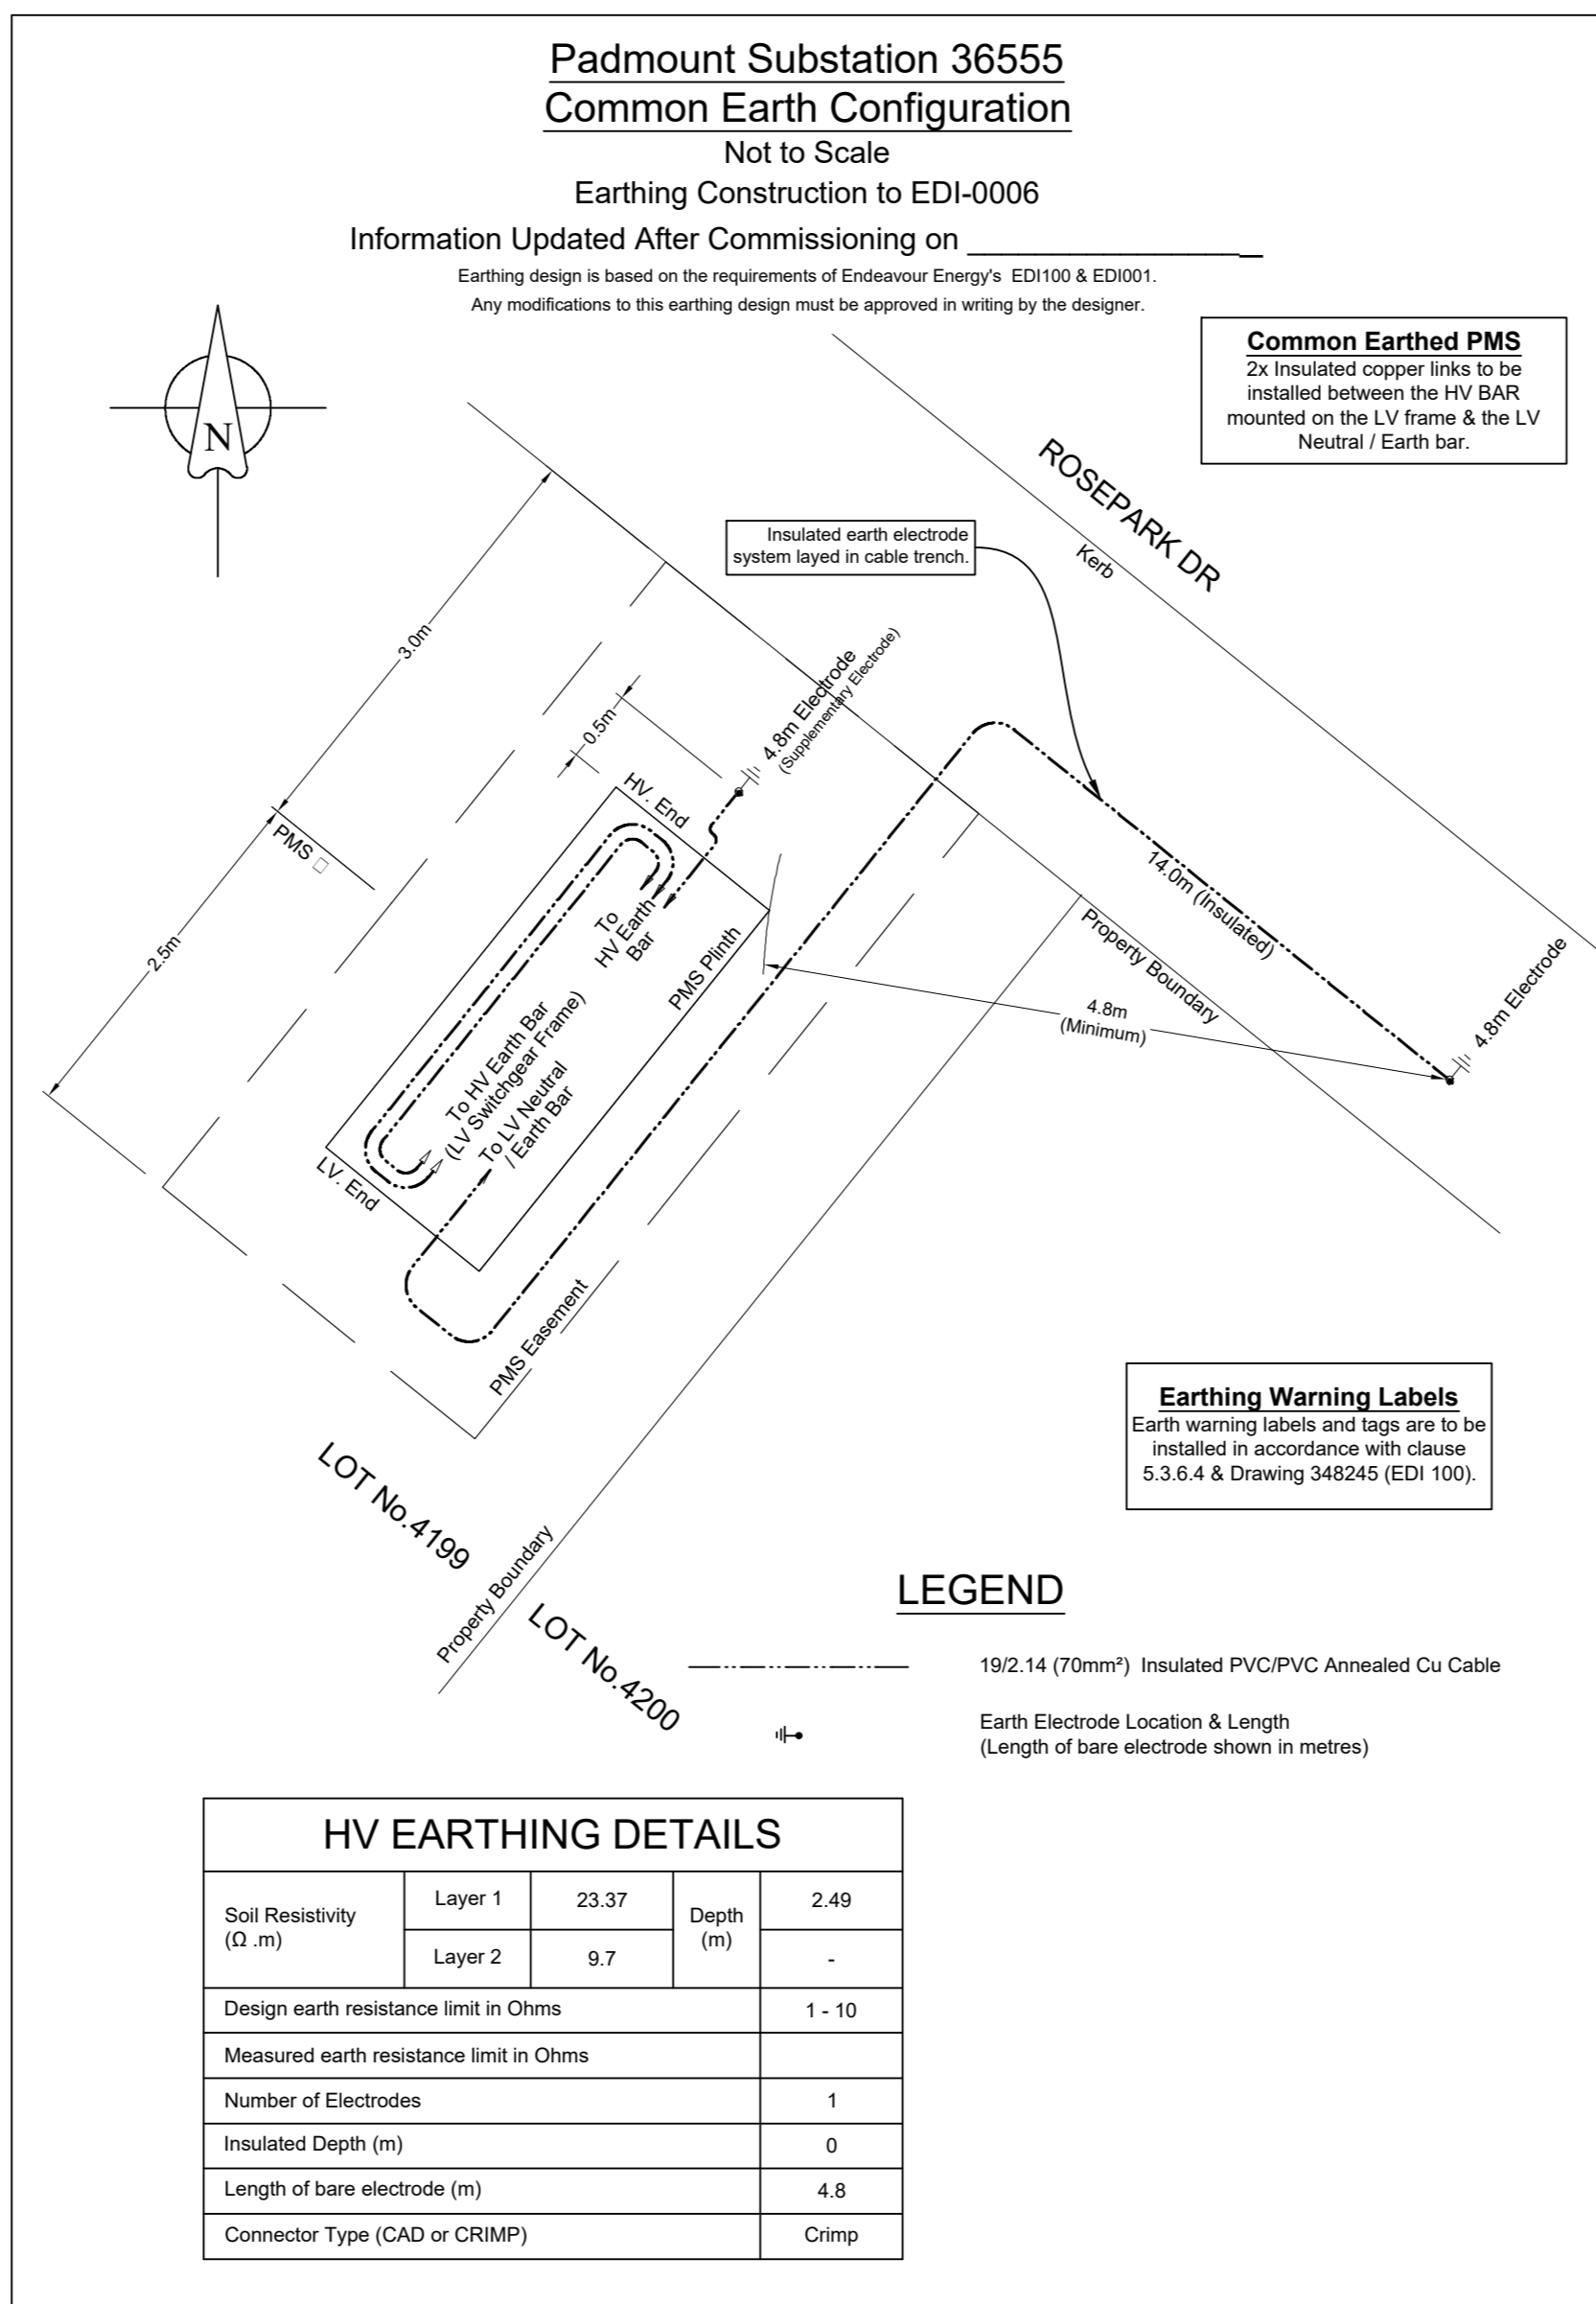 Padmount Substation 36555
Common Earth Configuration
Not to Scale
Earthing Construction to EDI-0006
Information Updated After Commissioning on __________________
Earthing design is based on the requirements of Endeavour Energy's EDI100 & EDI001.
Any modifications to this earthing design must be approved in writing by the designer.
N
Common Earthed PMS
2x Insulated copper links to be
installed between the HV BAR
mounted on the LV frame & the LV
Neutral / Earth bar.
ROSEPARK DR
Kerb
Insulated earth electrode
system layed in cable trench.
3.0m
0.5m
4.8m Electrode
(Supplementary Electrode)
HV. End
PMS
2.5m
To
HV Earth
Bar
PMS Plinth
14.0m (Insulated)
Property Boundary
4.8m
(Minimum)
4.8m Electrode
To HV Earth Bar
(LV Switchgear Frame)
To LV Neutral
/ Earth Bar
LV. End
PMS Easement
Earthing Warning Labels
Earth warning labels and tags are to be
installed in accordance with clause
5.3.6.4 & Drawing 348245 (EDI 100).
LOT No.4199
Property Boundary
LOT No.4200
LEGEND
19/2.14 (70mm²) Insulated PVC/PVC Annealed Cu Cable
Earth Electrode Location & Length
(Length of bare electrode shown in metres)
HV EARTHING DETAILS
Soil Resistivity
(Ω .m)
Layer 1
23.37
Depth
(m)
2.49
Layer 2
9.7
-
Design earth resistance limit in Ohms
1 - 10
Measured earth resistance limit in Ohms
Number of Electrodes
1
Insulated Depth (m)
0
Length of bare electrode (m)
4.8
Connector Type (CAD or CRIMP)
Crimp